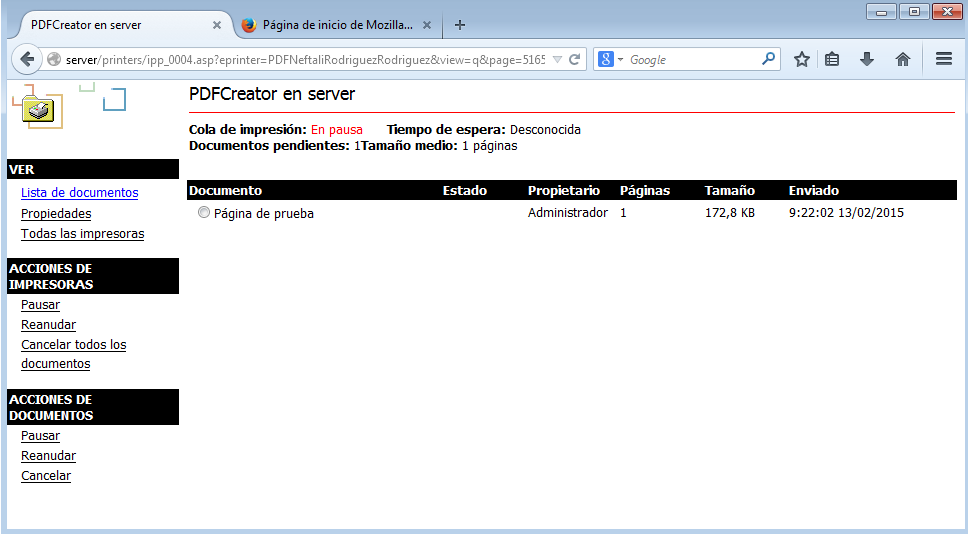 PDFCreator en server
Página de inicio de Mozilla...
server/printers/ipp_0004.asp?eprinter=PDFNeftaliRodriguezRodriguez&view=q&page=5165
8
Google
PDFCreator en server
Cola de impresión: En pausa Tiempo de espera: Desconocida
Documentos pendientes: 1Tamaño medio: 1 páginas
VER
Lista de documentos
Propiedades
Todas las impresoras
ACCIONES DE
IMPRESORAS
Pausar
Reanudar
Cancelar todos los
documentos
ACCIONES DE
DOCUMENTOS
Pausar
Reanudar
Cancelar
Documento Estado Propietario Páginas Tamaño Enviado
Página de prueba Administrador 1 172,8 KB 9:22:02 13/02/2015